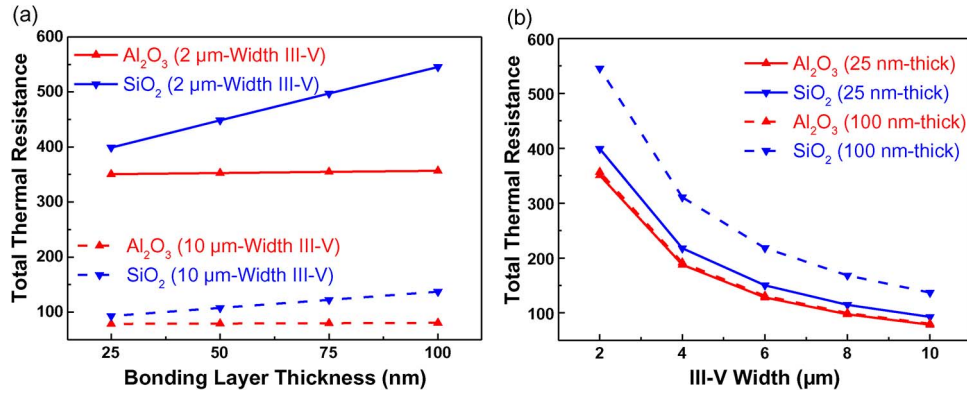 (a)
600
500
400
300
200
100
25
50
75
100
Total Thermal Resistance
Bonding Layer Thickness (nm)
Al₂O₃ (2 μm-Width III-V)
SiO₂ (2 μm-Width III-V)
Al₂O₃ (10 μm-Width III-V)
SiO₂ (10 μm-Width III-V)
(b)
600
500
400
300
200
100
2
4
6
8
10
Total Thermal Resistance
III-V Width (μm)
Al₂O₃ (25 nm-thick)
SiO₂ (25 nm-thick)
Al₂O₃ (100 nm-thick)
SiO₂ (100 nm-thick)